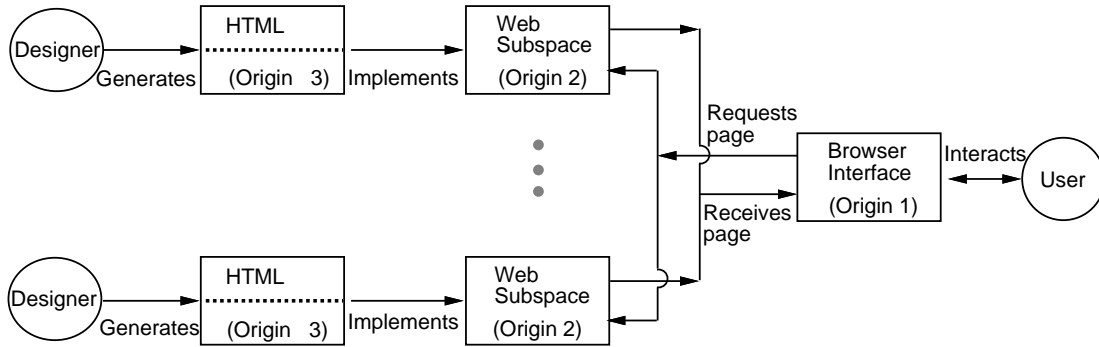 Designer
Generates
HTML
(Origin 3)
Implements
Web
Subspace
(Origin 2)
Requests
page
Receives
page
Browser
Interface
(Origin 1)
Interacts
User
Designer
Generates
HTML
(Origin 3)
Implements
Web
Subspace
(Origin 2)